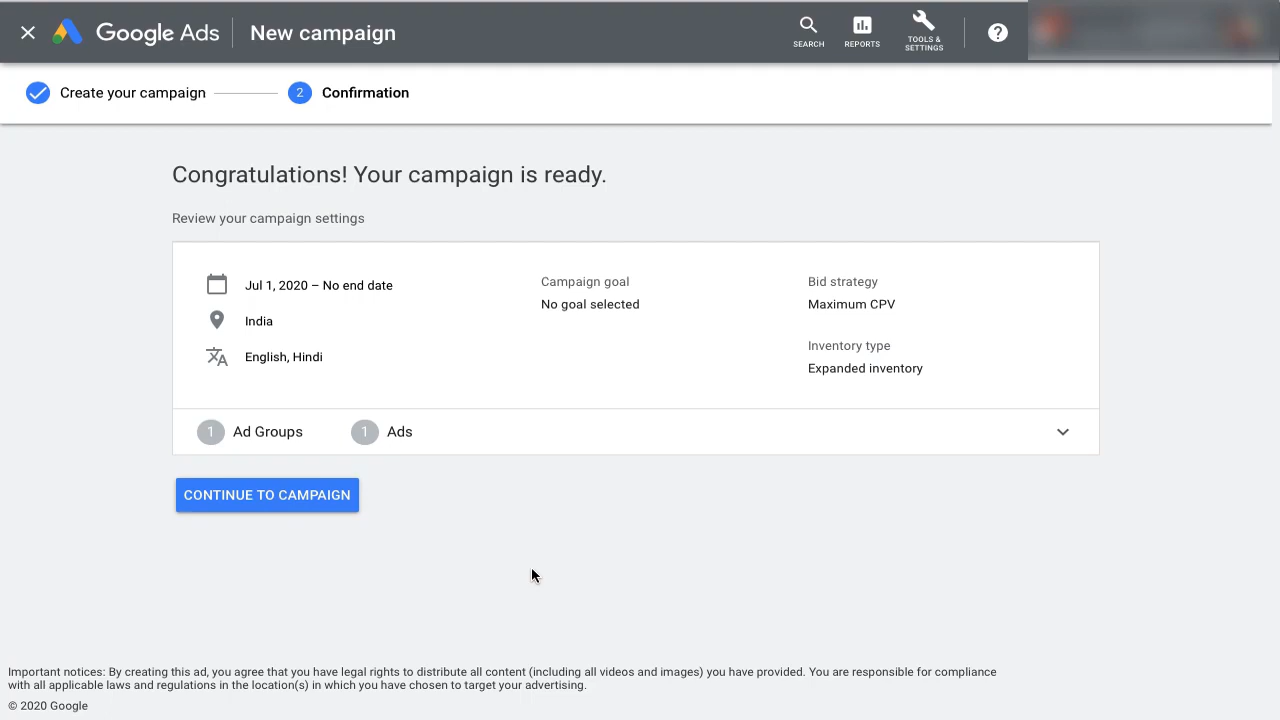 Google Ads
New campaign
SEARCH
REPORTS
TOOLS &
SETTINGS
Create your campaign
2
Confirmation
Congratulations! Your campaign is ready.
Review your campaign settings
Jul 1, 2020 – No end date
India
English, Hindi
Campaign goal
No goal selected
Bid strategy
Maximum CPV
Inventory type
Expanded inventory
1 Ad Groups 1 Ads
CONTINUE TO CAMPAIGN
Important notices: By creating this ad, you agree that you have legal rights to distribute all content (including all videos and images) you have provided. You are responsible for compliance
with all applicable laws and regulations in the location(s) in which you have chosen to target your advertising.
© 2020 Google